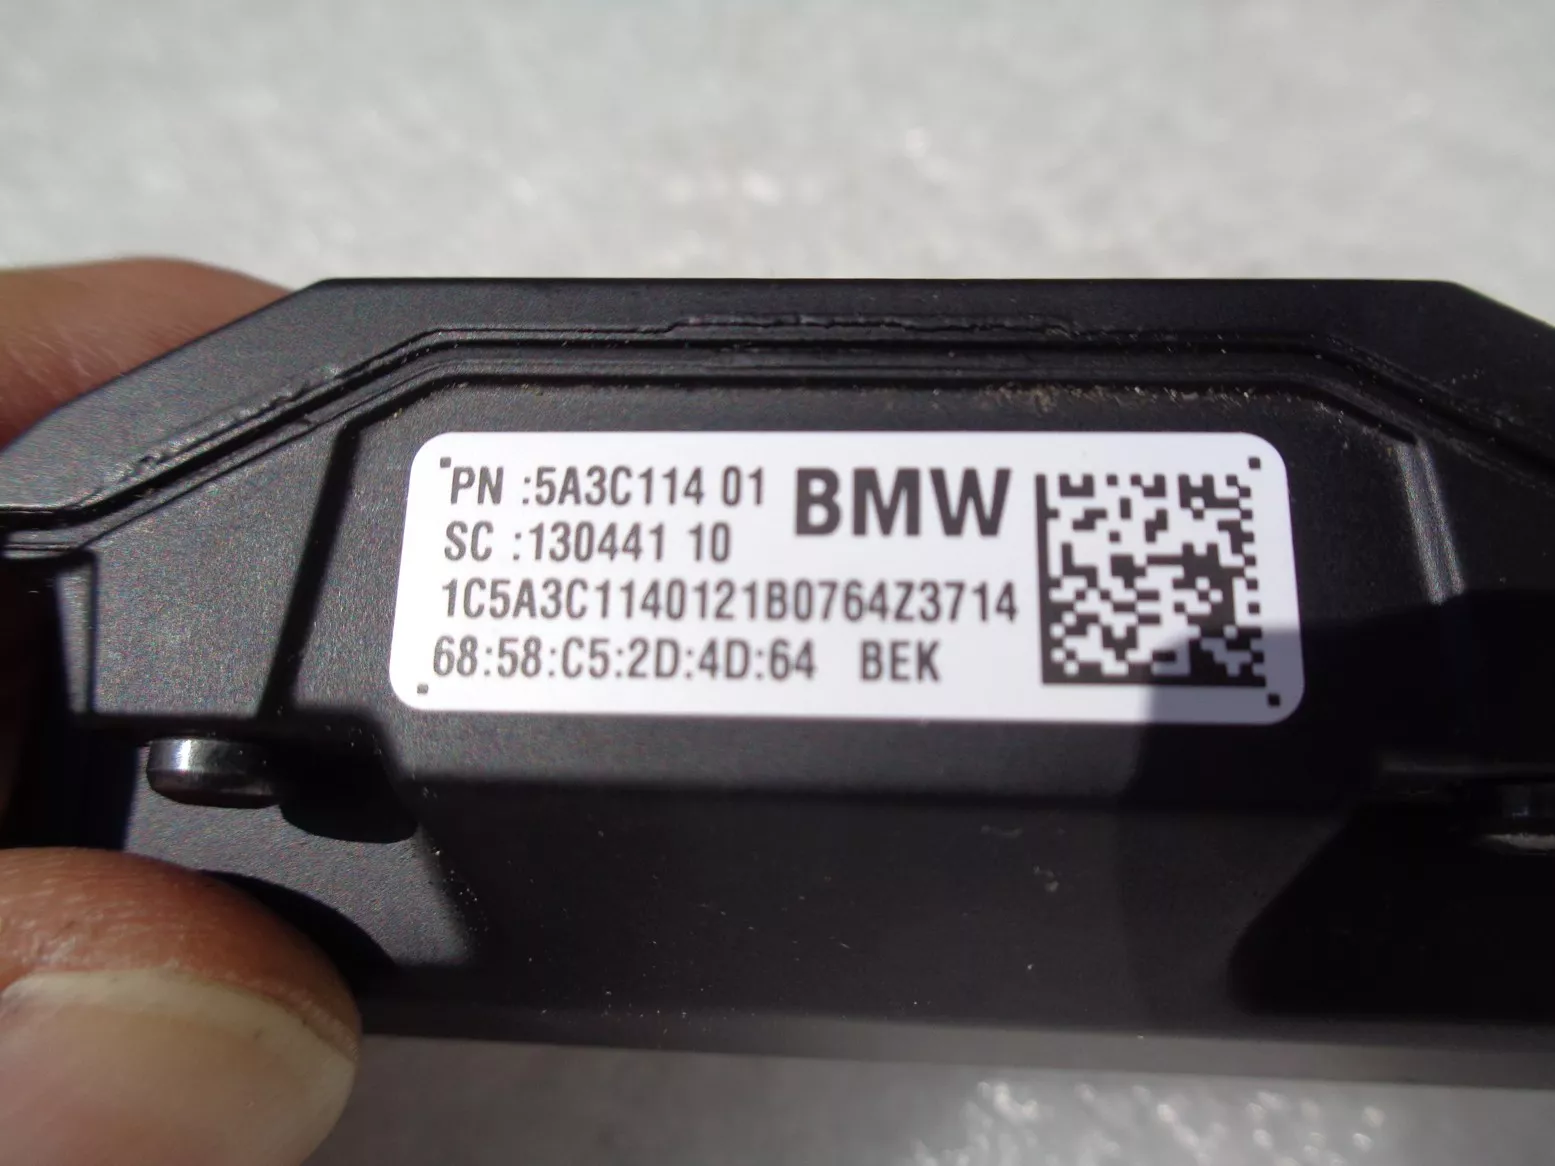 PN :5A3C114 01 BMW
SC :130441 10
1C5A3C1140121B0764Z3714
68:58:C5:2D:4D:64 BEK